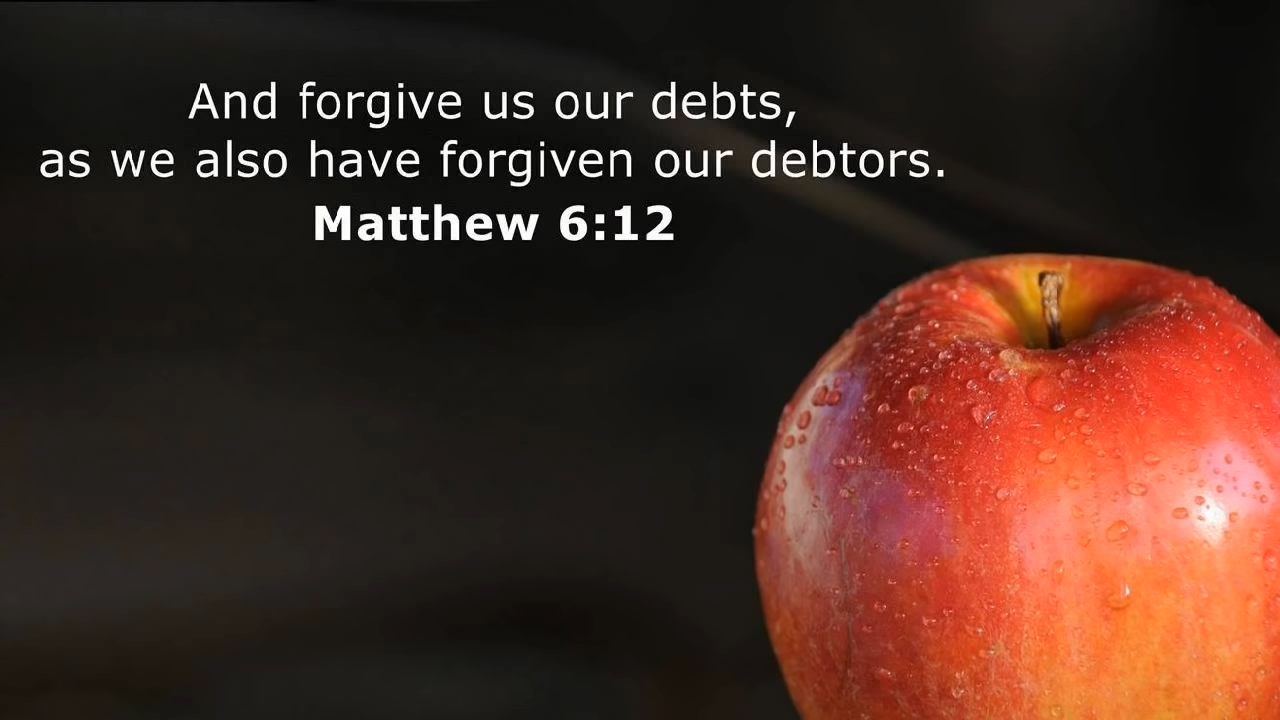 And forgive us our debts,
as we also have forgiven our debtors.
Matthew 6:12